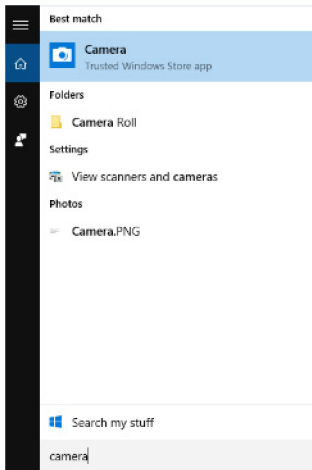 Best match
Camera
Trusted Windows Store app
Folders
Camera Roll
Settings
View scanners and cameras
Photos
Camera.PNG
Search my stuff
camera